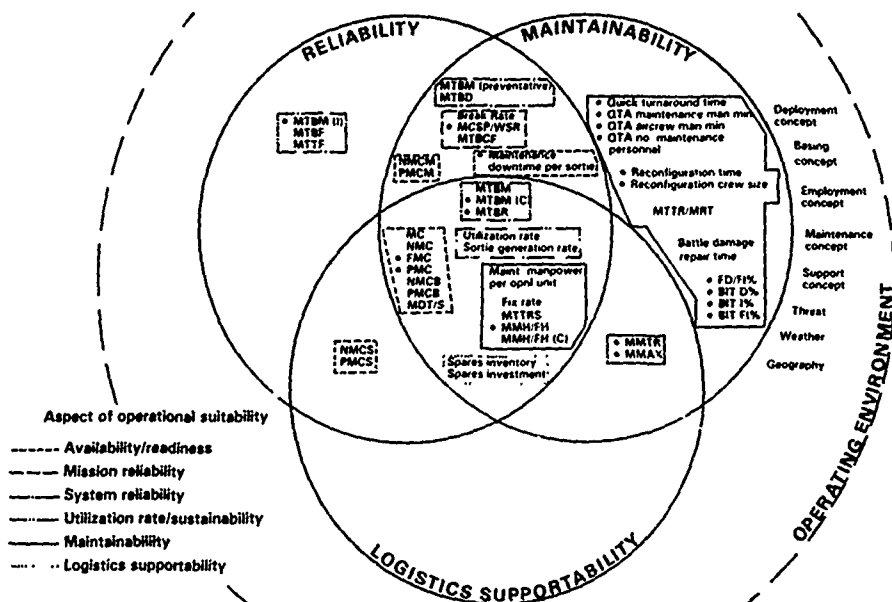 RELIABILITY
MAINTAINABILITY
MTBM (preventative)
MTBD
Break Rate
MCSP/WSR
MTBCF
MTBM (I)
MTBF
MTTF
NMCM
PMCM
Maintenance
downtime per sortie
MTBM
MTBM (C)
MTBR
MC
NMC
FMC
PMC
NMCB
PMCB
MDT/S
Utilization rate
Sortie generation rate
Maint manpower
per opnl unit
Fix rate
MTTRS
MMH/FH
MMH/FH (C)
NMCS
PMCS
Spares inventory
Spares investment
Quick turnaround time
QTA maintenance man min
QTA aircrew man min
QTA no maintenance
personnel
Reconfiguration time
Reconfiguration crew size
MTTR/MRT
Battle damage
repair time
FD/FI%
BIT D%
BIT I%
BIT FI%
MMTR
MMAX
Deployment
concept
Basing
concept
Employment
concept
Maintenance
concept
Support
concept
Threat
Weather
Geography
OPERATING ENVIRONMENT
LOGISTICS SUPPORTABILITY
Aspect of operational suitability
Availability/readiness
Mission reliability
System reliability
Utilization rate/sustainability
Maintainability
Logistics supportability